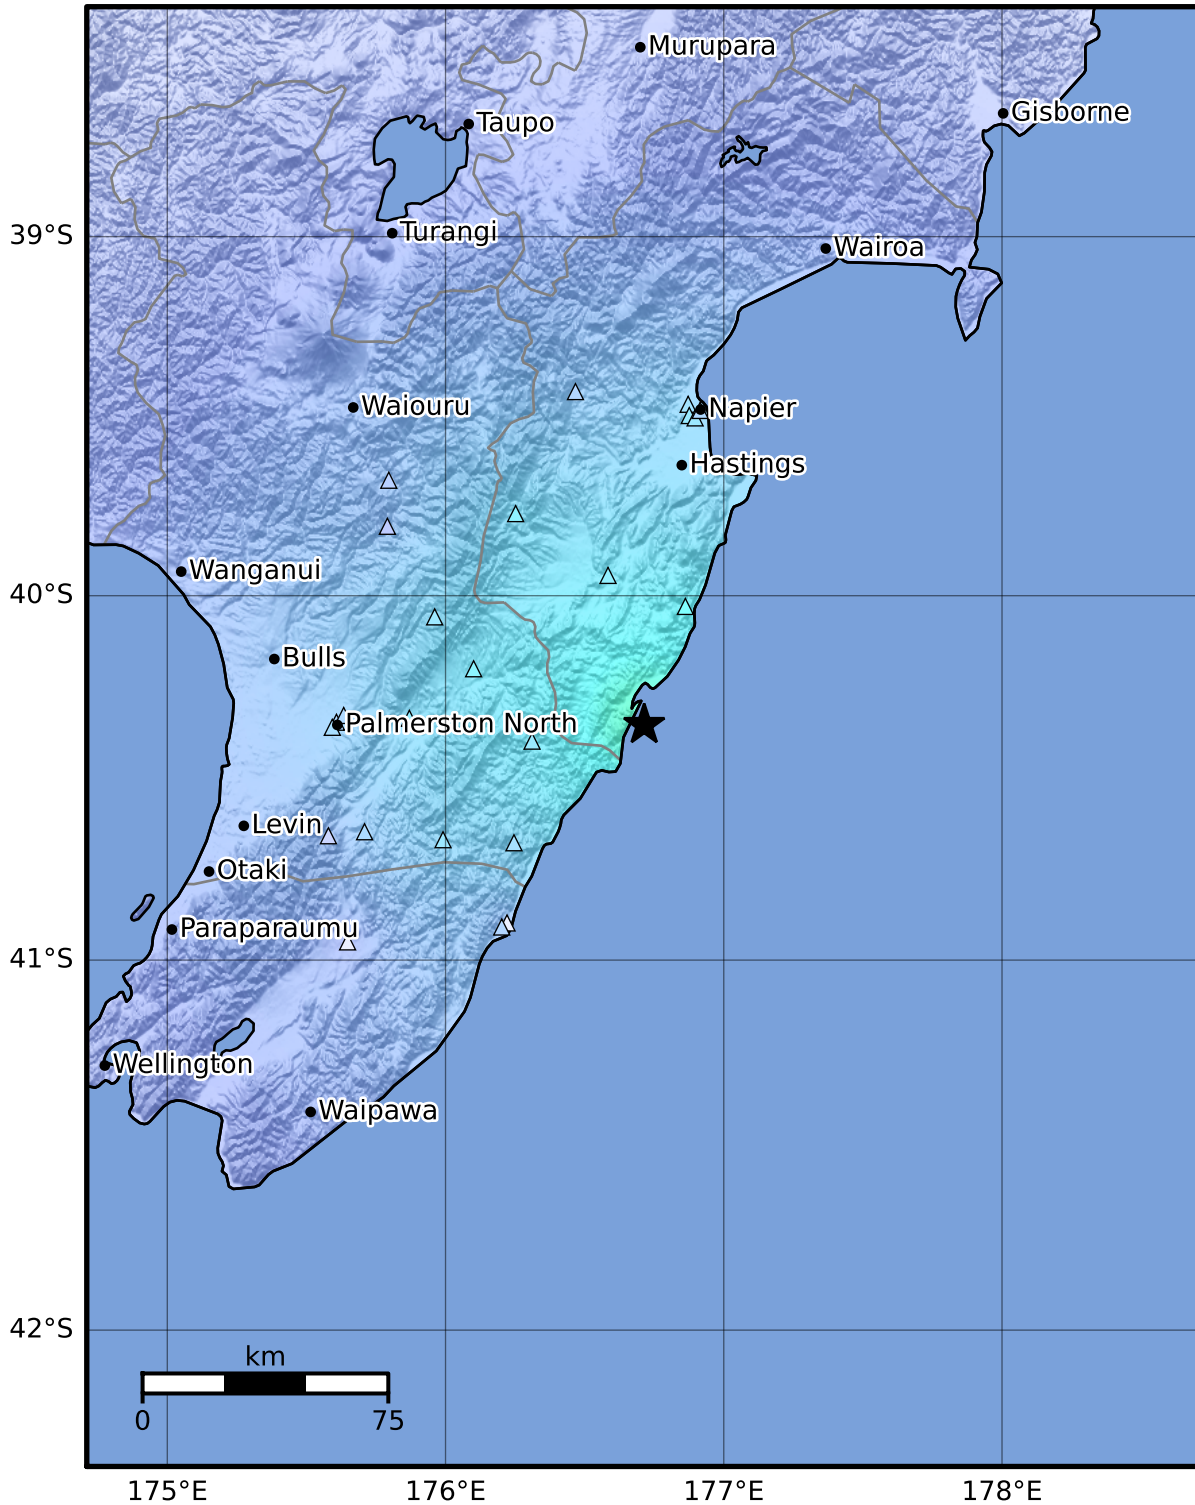 Murupara
Gisborne
Taupo
Turangi
39°S
Wairoa
Waiouru
Napier
Hastings
Wanganui
40°S
Bulls
Palmerston North
Levin
Otaki
Paraparaumu
41°S
Wellington
Waipawa
42°S
km
0
75
175°E
176°E
177°E
178°E